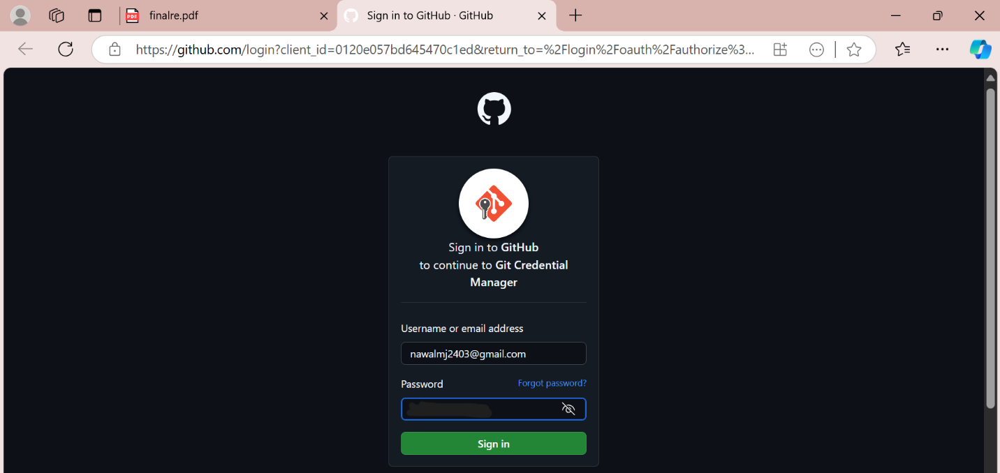 PDF finalre.pdf
Sign in to GitHub · GitHub
https://github.com/login?client_id=0120e057bd645470c1ed&return_to=%2Flogin%2Foauth%2Fauthorize%3...
Sign in to GitHub
to continue to Git Credential
Manager
Username or email address
nawalmj2403@gmail.com
Password Forgot password?
Sign in